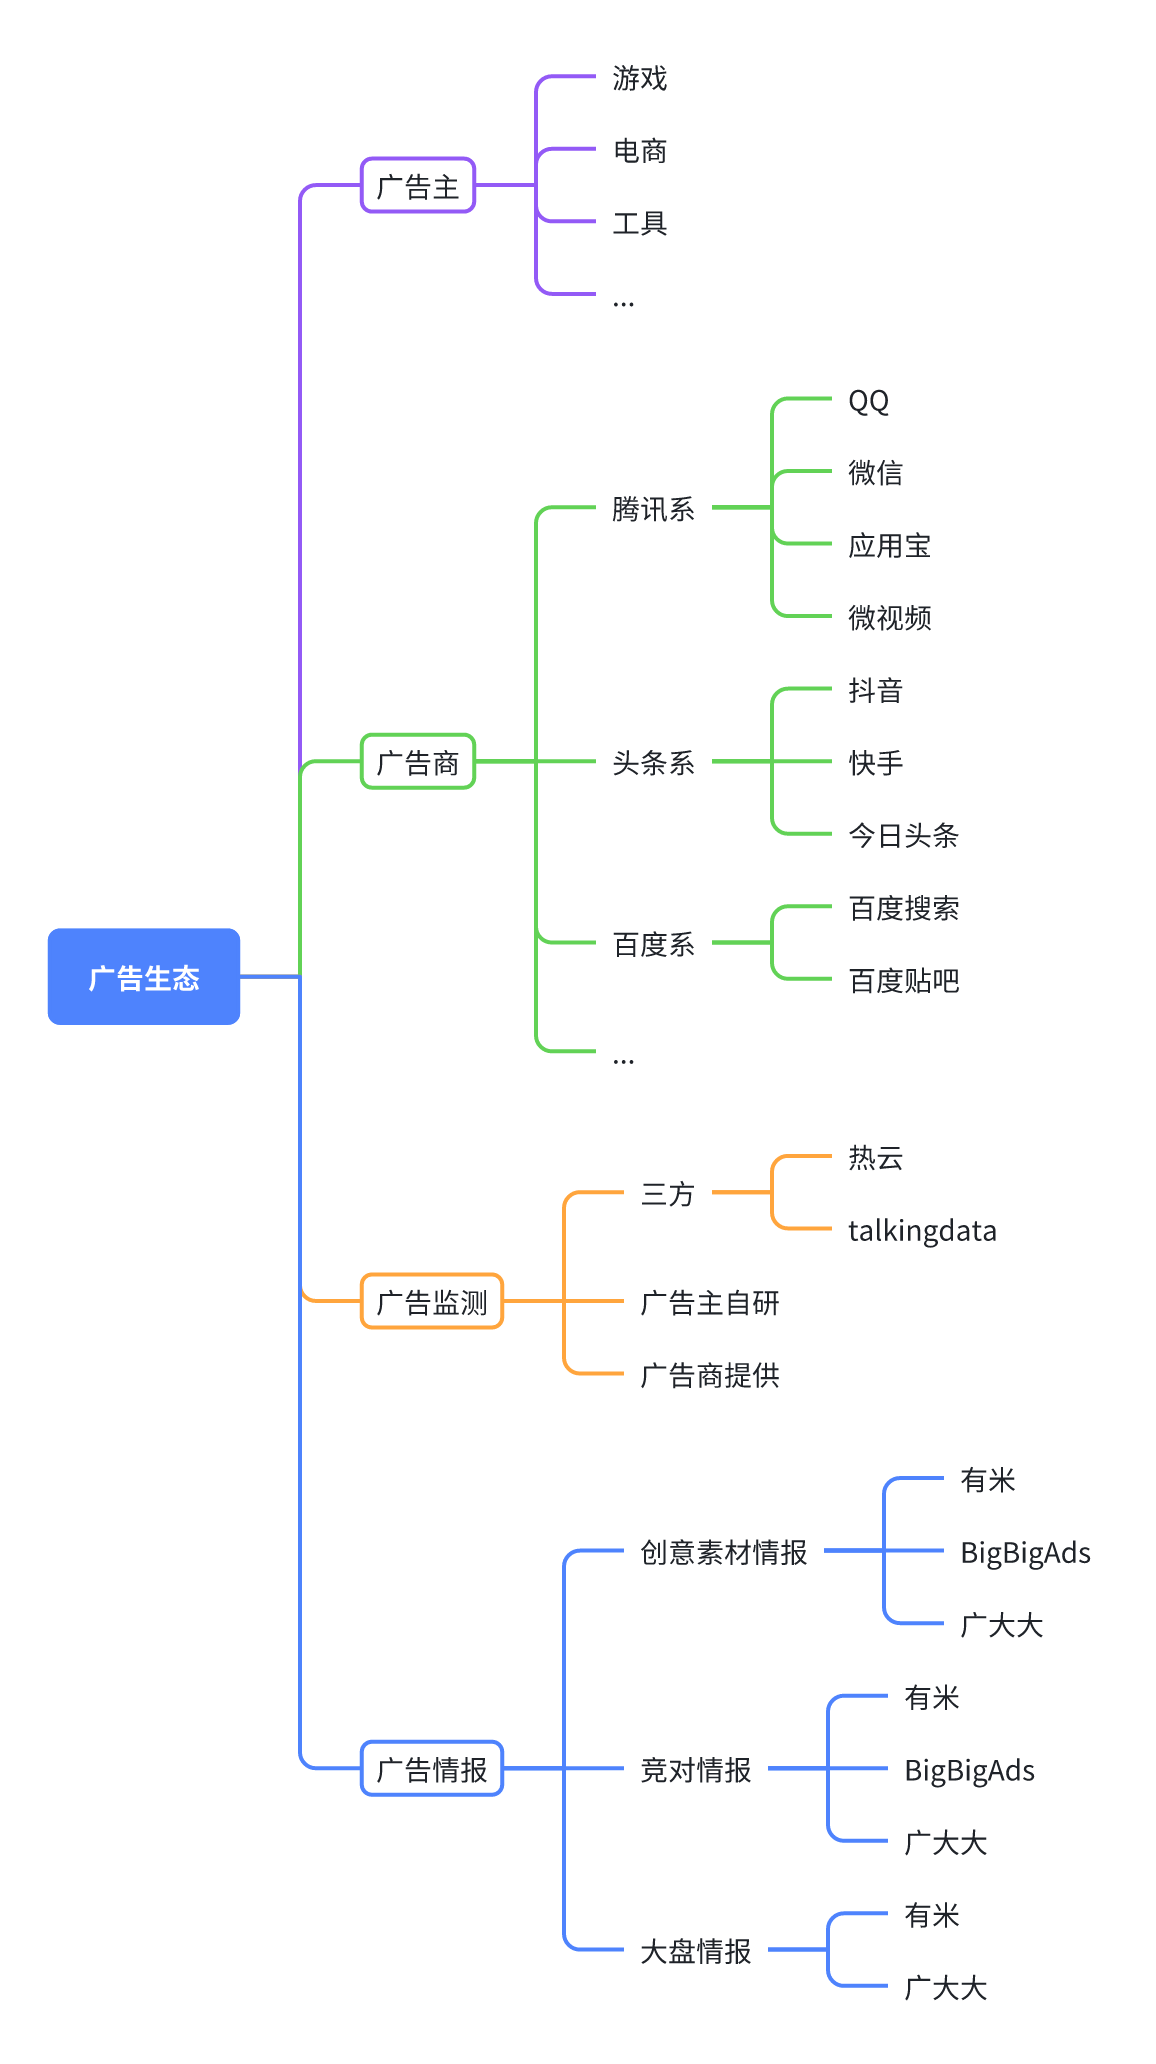 广告生态
广告主
游戏
电商
工具
...
广告商
腾讯系
QQ
微信
应用宝
微视频
头条系
抖音
快手
今日头条
百度系
百度搜索
百度贴吧
...
广告监测
三方
热云
talkingdata
广告主自研
广告商提供
广告情报
创意素材情报
有米
BigBigAds
广大大
竞对情报
有米
BigBigAds
广大大
大盘情报
有米
广大大